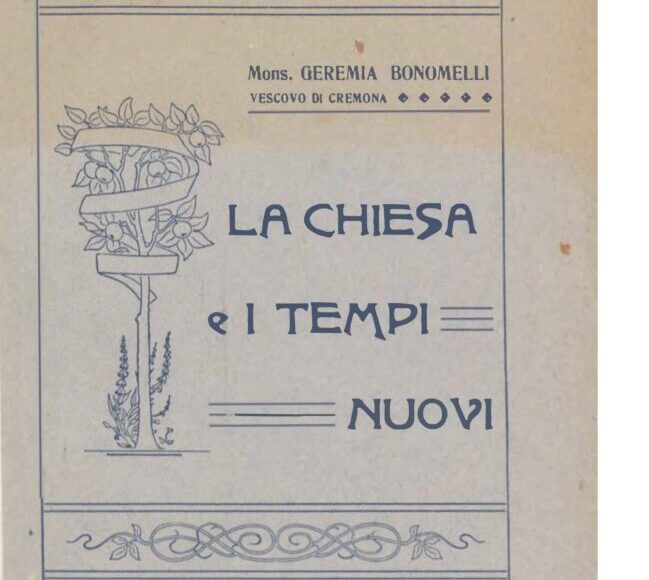 Mons. GEREMIA BONOMELLI
VESCOVO DI CREMONA
LA CHIESA
e I TEMPI
NUOVI